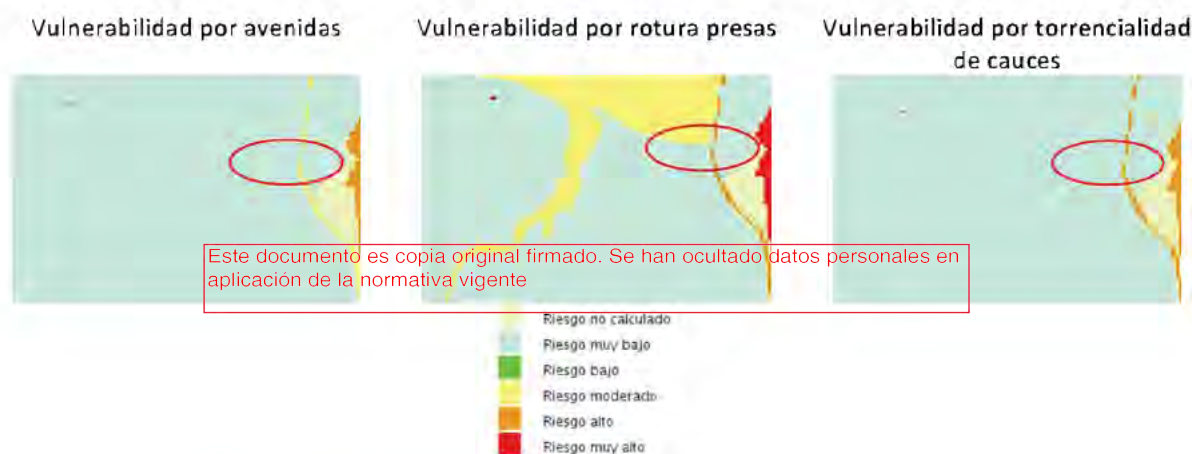 Vulnerabilidad por avenidas
Vulnerabilidad por rotura presas
Vulnerabilidad por torrencialidad
de cauces
Este documento es copia original firmado. Se han ocultado datos personales en
aplicación de la normativa vigente
Riesgo no calculado
Riesgo muy bajo
Riesgo bajo
Riesgo moderado
Riesgo alto
Riesgo muy alto